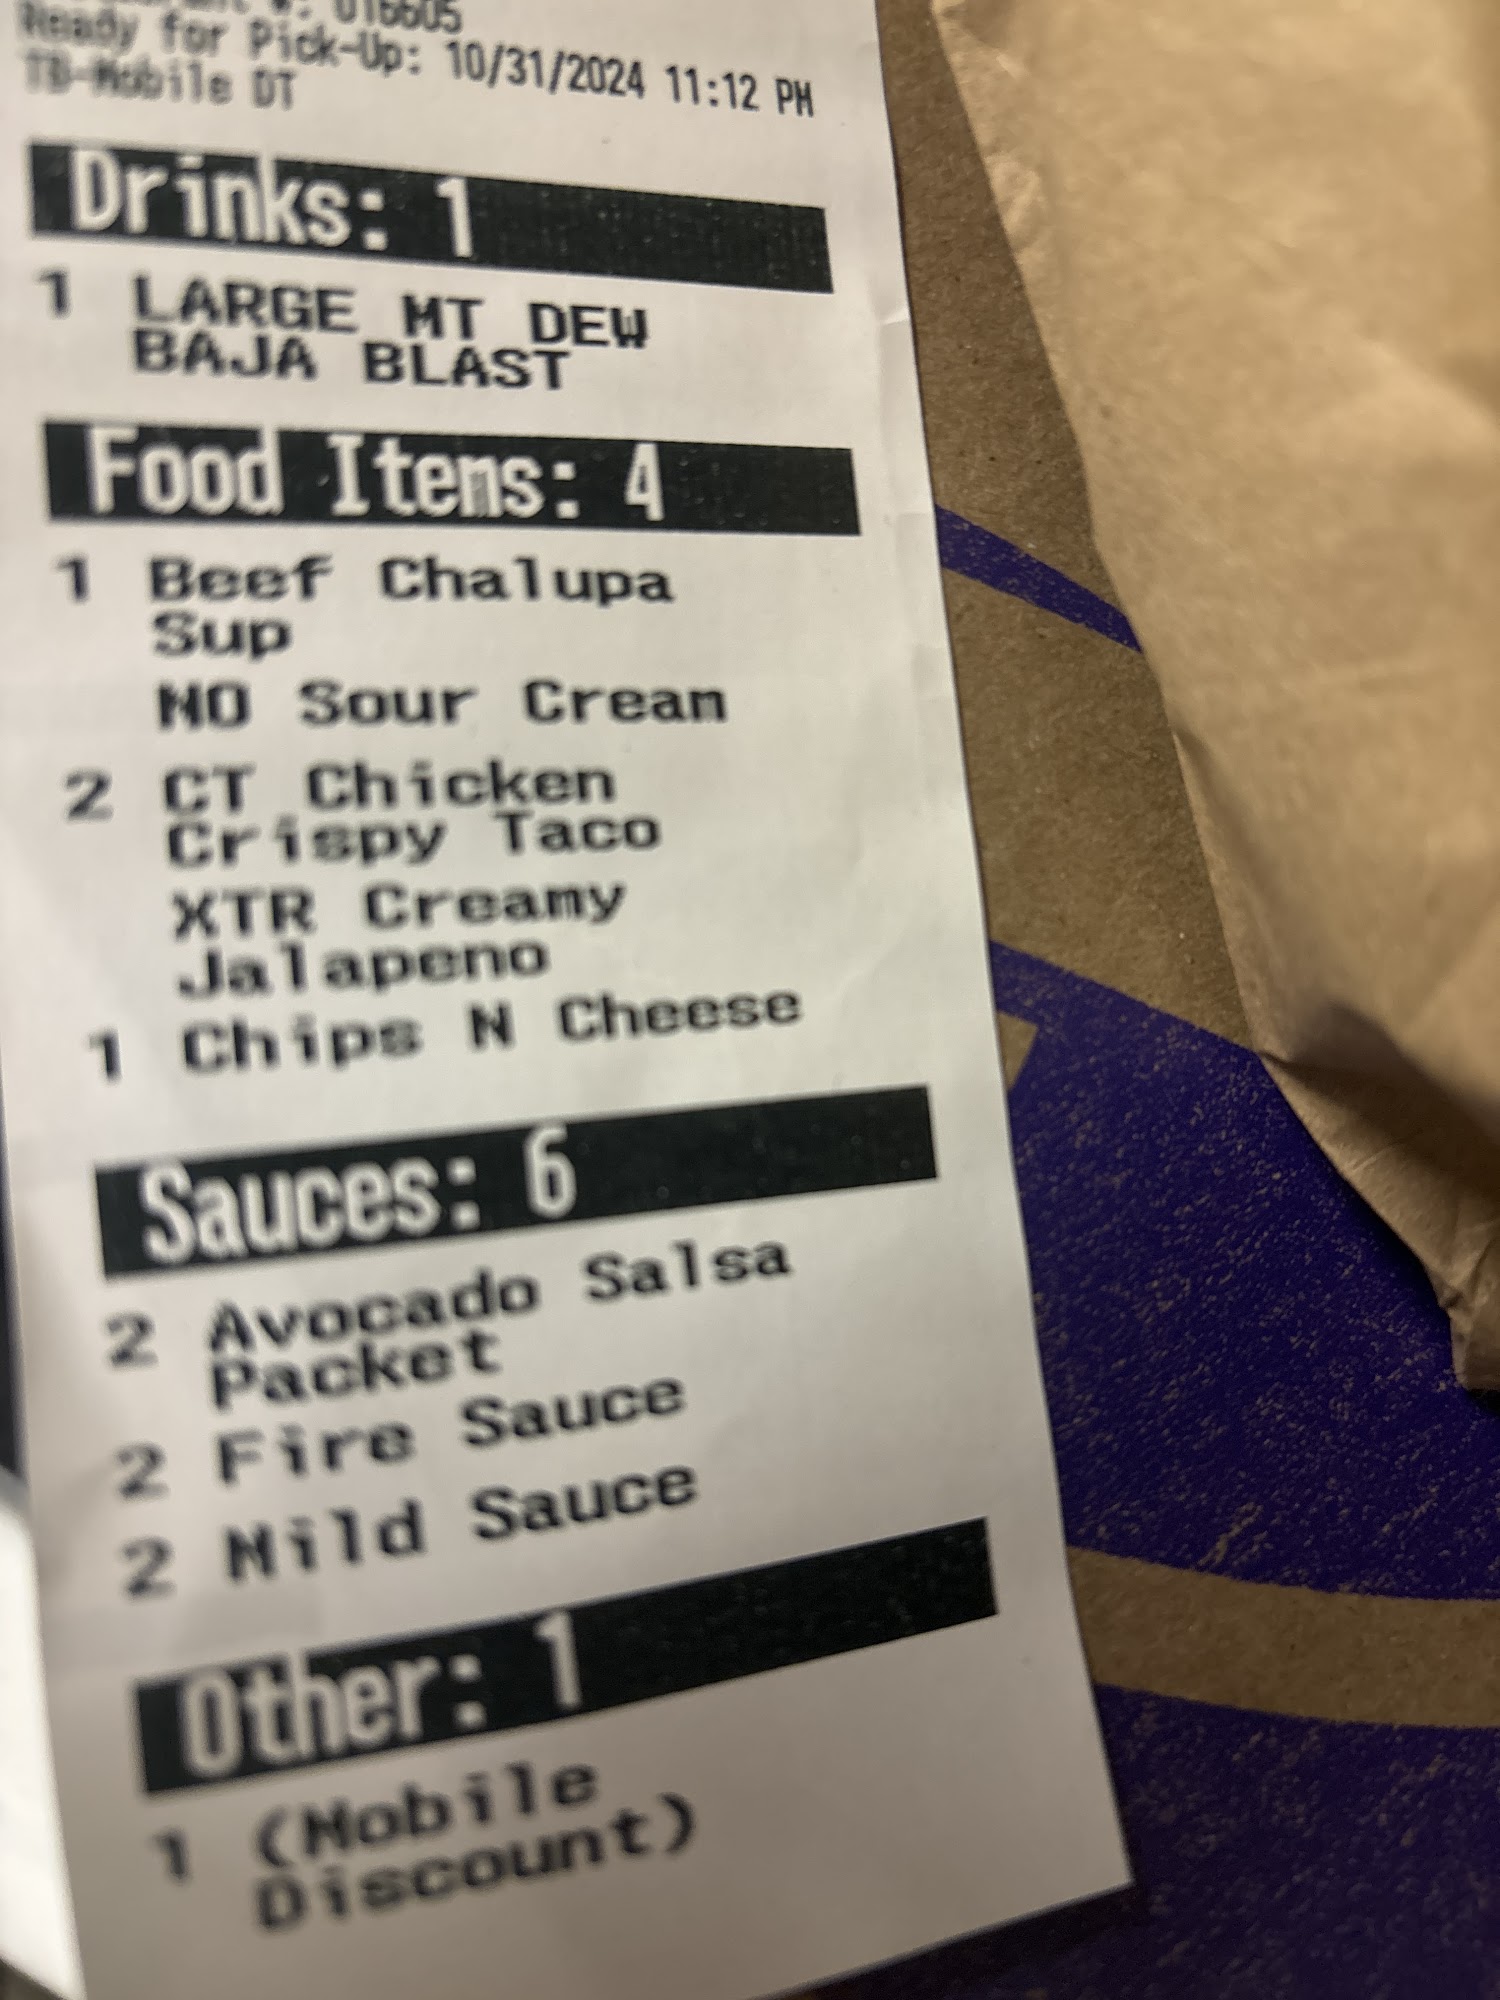 016605
Ready for Pick-Up: 10/31/2024 11:12 PM
TB-Mobile DT
Drinks: 1
1 LARGE MT DEW
BAJA BLAST
Food Items: 4
1 Beef Chalupa
Sup
NO Sour Cream
2 CT Chicken
Crispy Taco
XTR Creamy
Jalapeno
1 Chips N Cheese
Sauces: 6
2 Avocado Salsa
Packet
2 Fire Sauce
2 Mild Sauce
Other: 1
1 (Mobile
Discount)